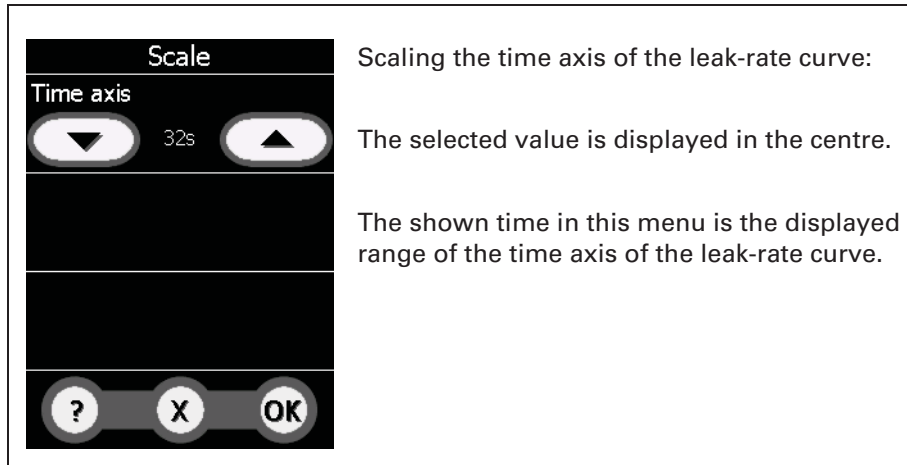 Scale
Time axis
32s
? X OK
Scaling the time axis of the leak-rate curve:
The selected value is displayed in the centre.
The shown time in this menu is the displayed
range of the time axis of the leak-rate curve.